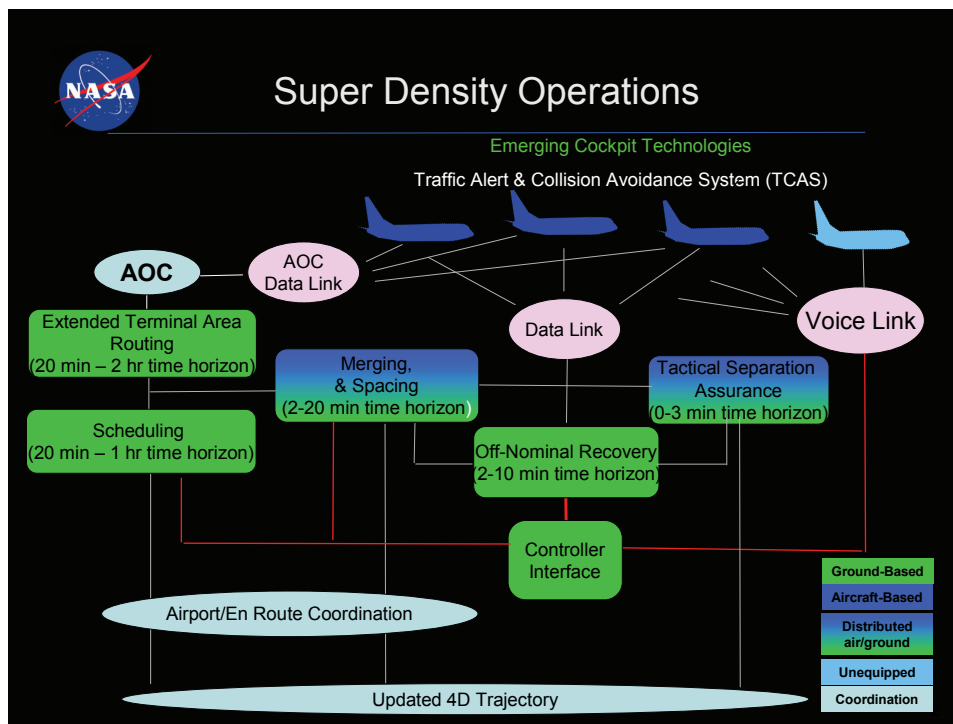 NASA
Super Density Operations
Emerging Cockpit Technologies
Traffic Alert & Collision Avoidance System (TCAS)
AOC
AOC
Data Link
Data Link
Voice Link
Extended Terminal Area
Routing
(20 min – 2 hr time horizon)
Merging,
& Spacing
(2-20 min time horizon)
Tactical Separation
Assurance
(0-3 min time horizon)
Scheduling
(20 min – 1 hr time horizon)
Off-Nominal Recovery
(2-10 min time horizon)
Controller
Interface
Airport/En Route Coordination
Updated 4D Trajectory
Ground-Based
Aircraft-Based
Distributed
air/ground
Unequipped
Coordination